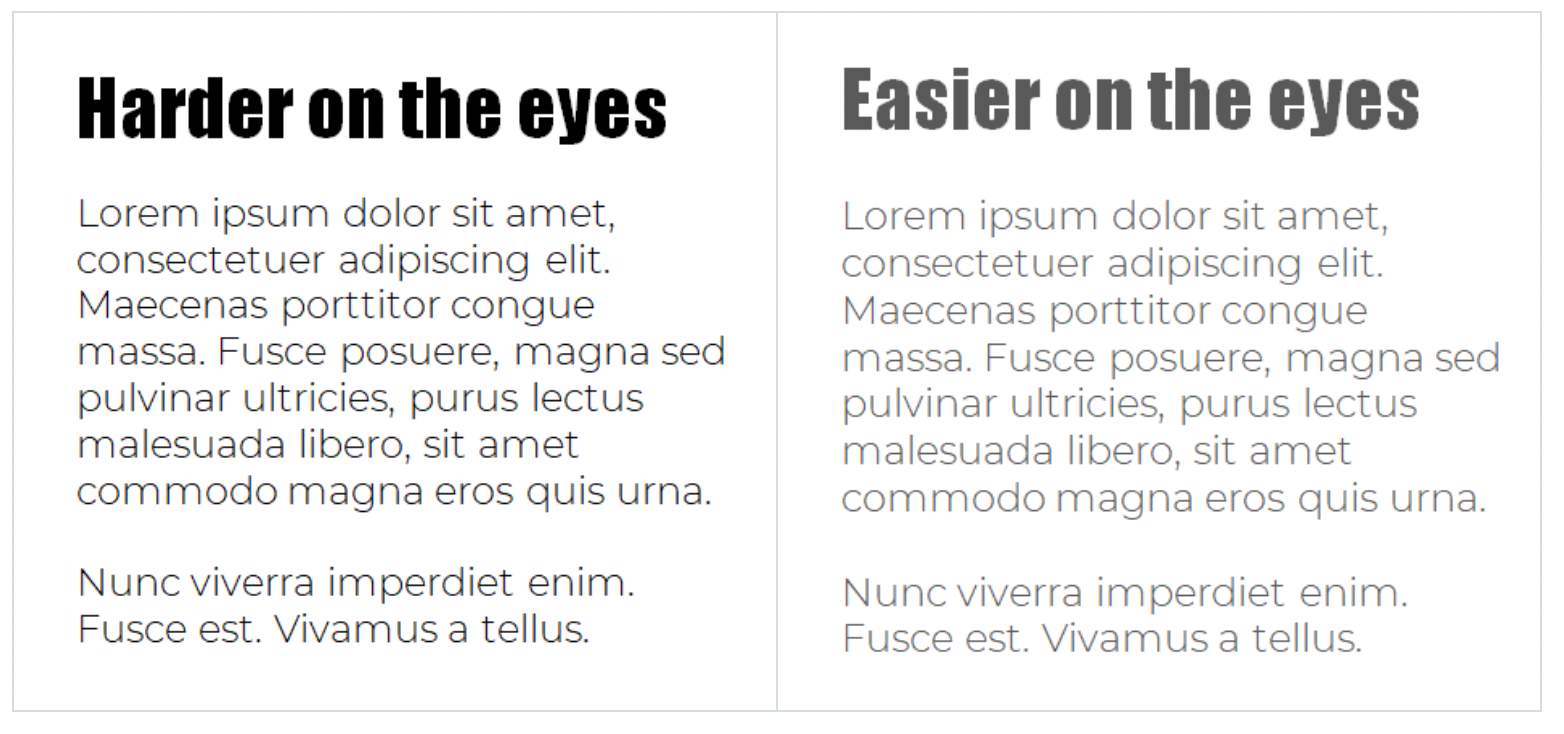 Harder on the eyes
Lorem ipsum dolor sit amet,
consectetuer adipiscing elit.
Maecenas porttitor congue
massa. Fusce posuere, magna sed
pulvinar ultricies, purus lectus
malesuada libero, sit amet
commodo magna eros quis urna.
Nunc viverra imperdiet enim.
Fusce est. Vivamus a tellus.
Easier on the eyes
Lorem ipsum dolor sit amet,
consectetuer adipiscing elit.
Maecenas porttitor congue
massa. Fusce posuere, magna sed
pulvinar ultricies, purus lectus
malesuada libero, sit amet
commodo magna eros quis urna.
Nunc viverra imperdiet enim.
Fusce est. Vivamus a tellus.